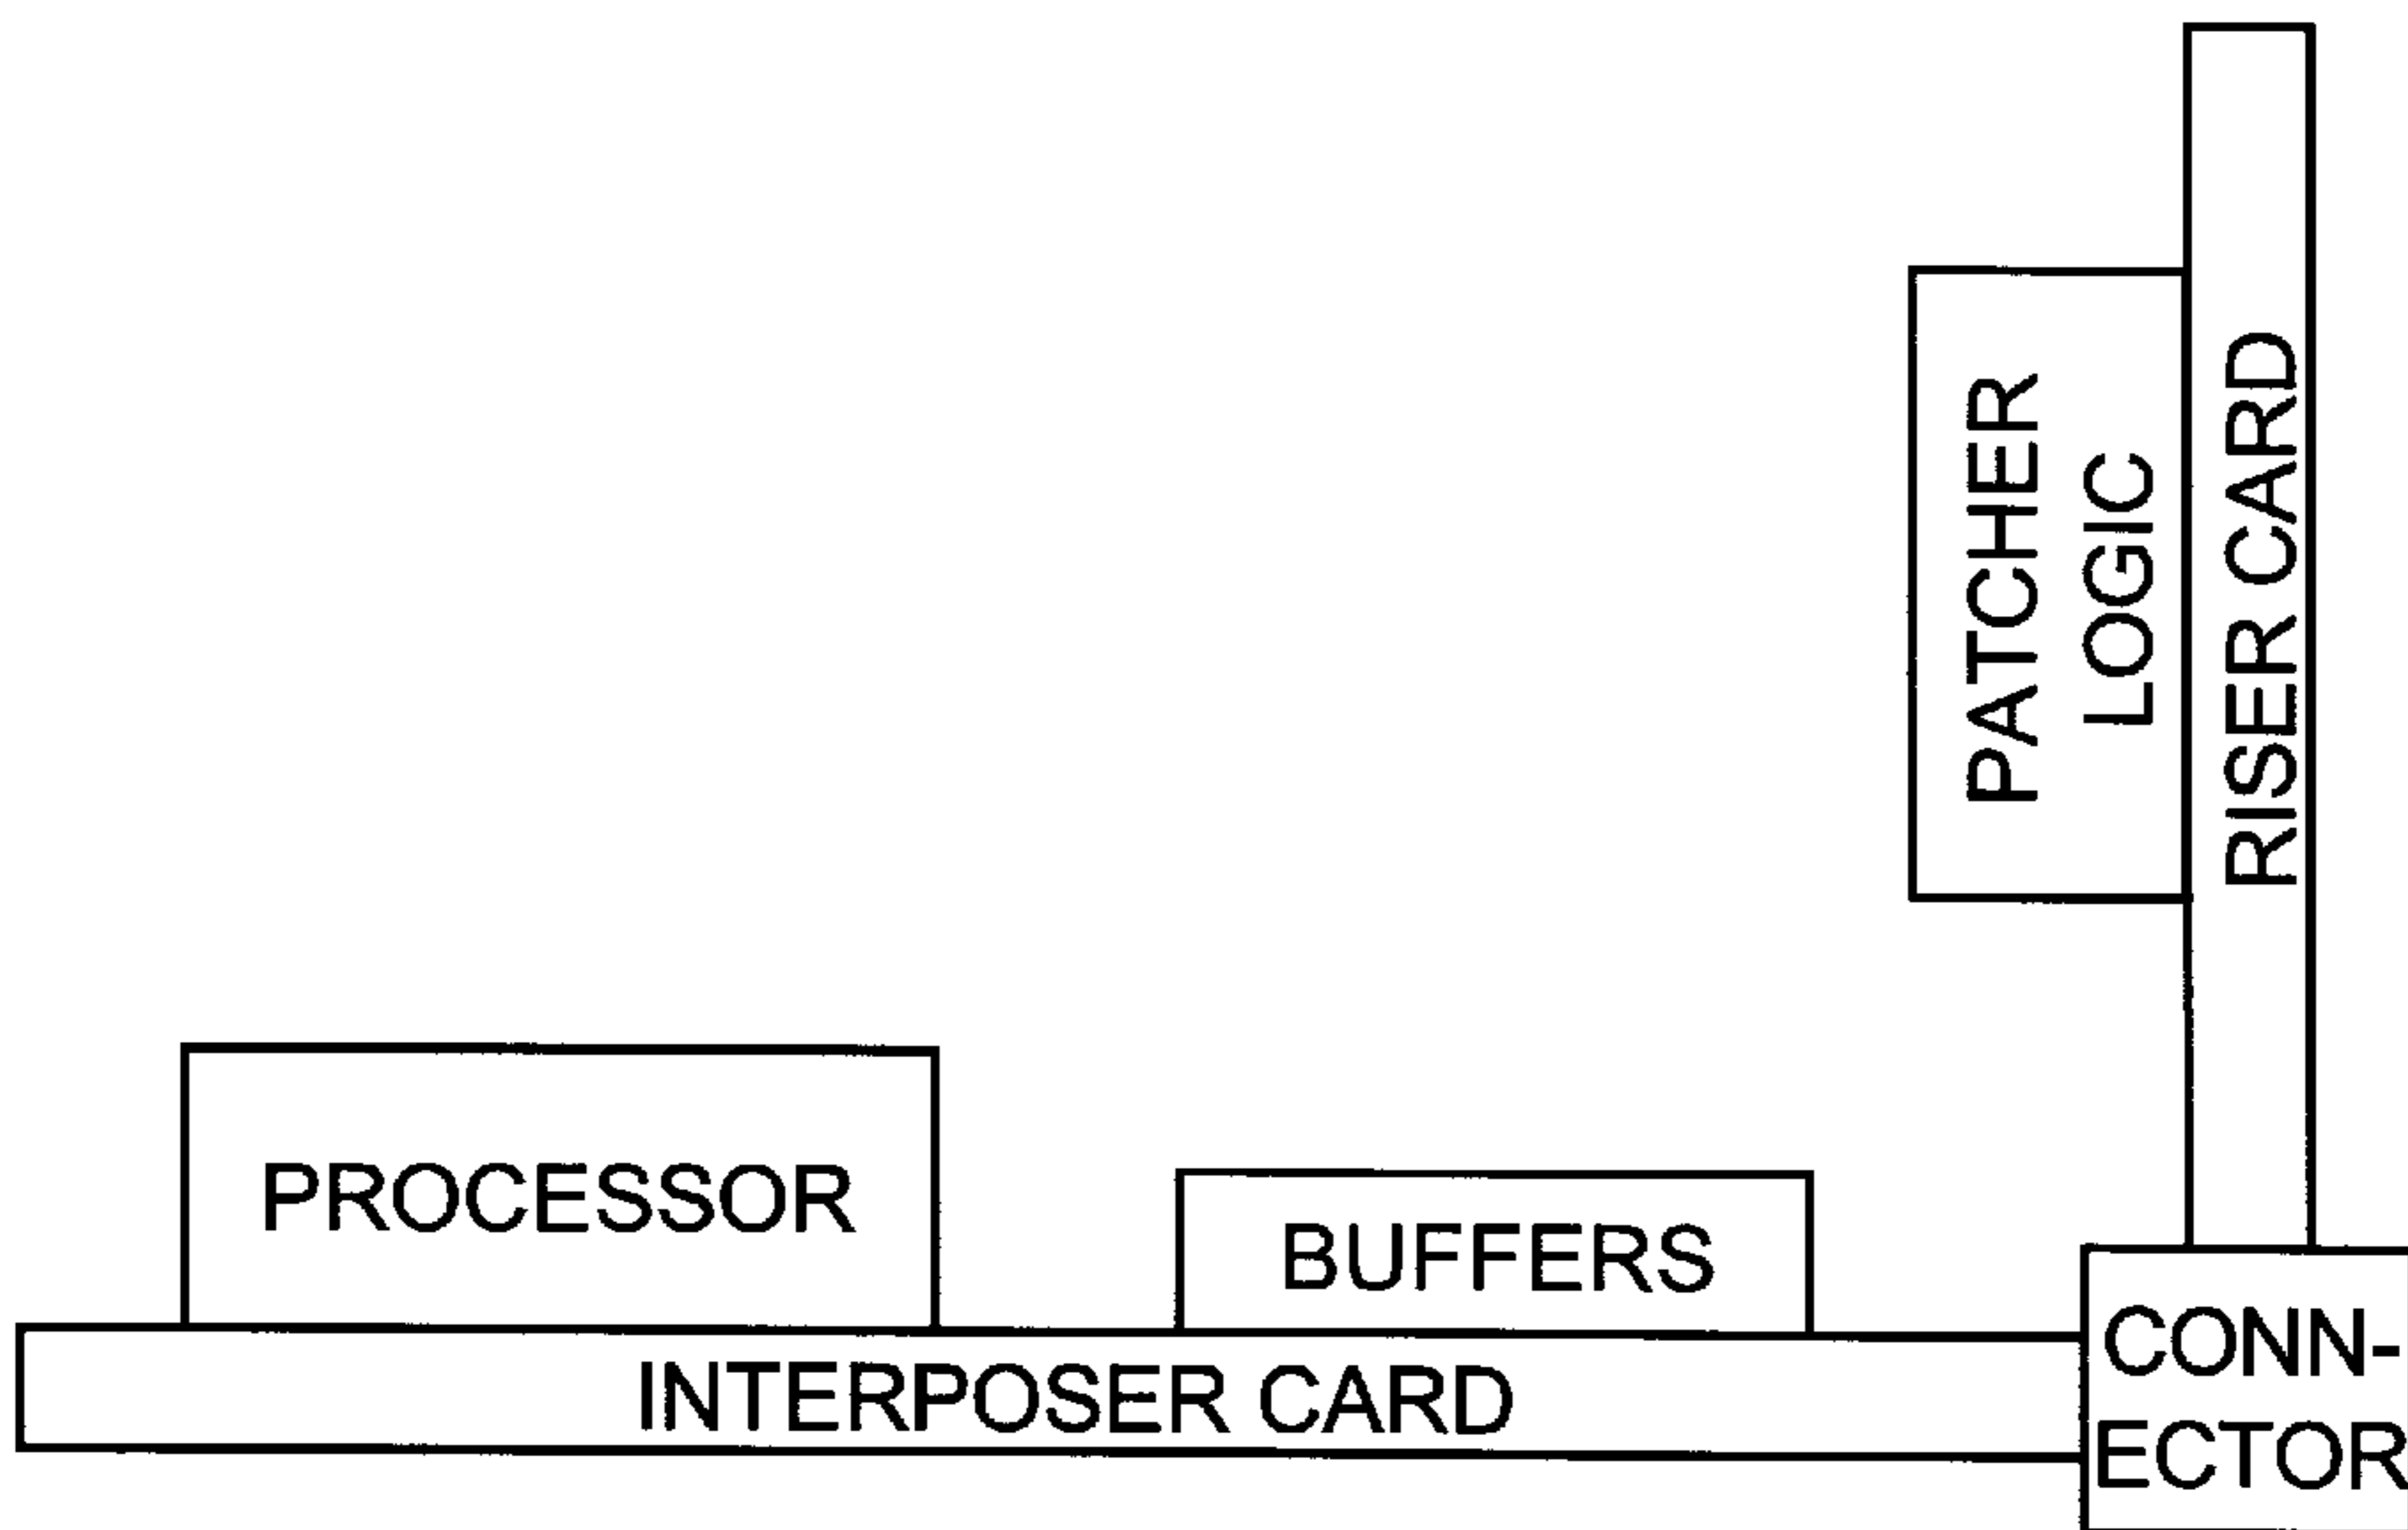 PATCHER
LOGIC
RISER CARD
PROCESSOR
BUFFERS
INTERPOSER CARD
CONN-
ECTOR